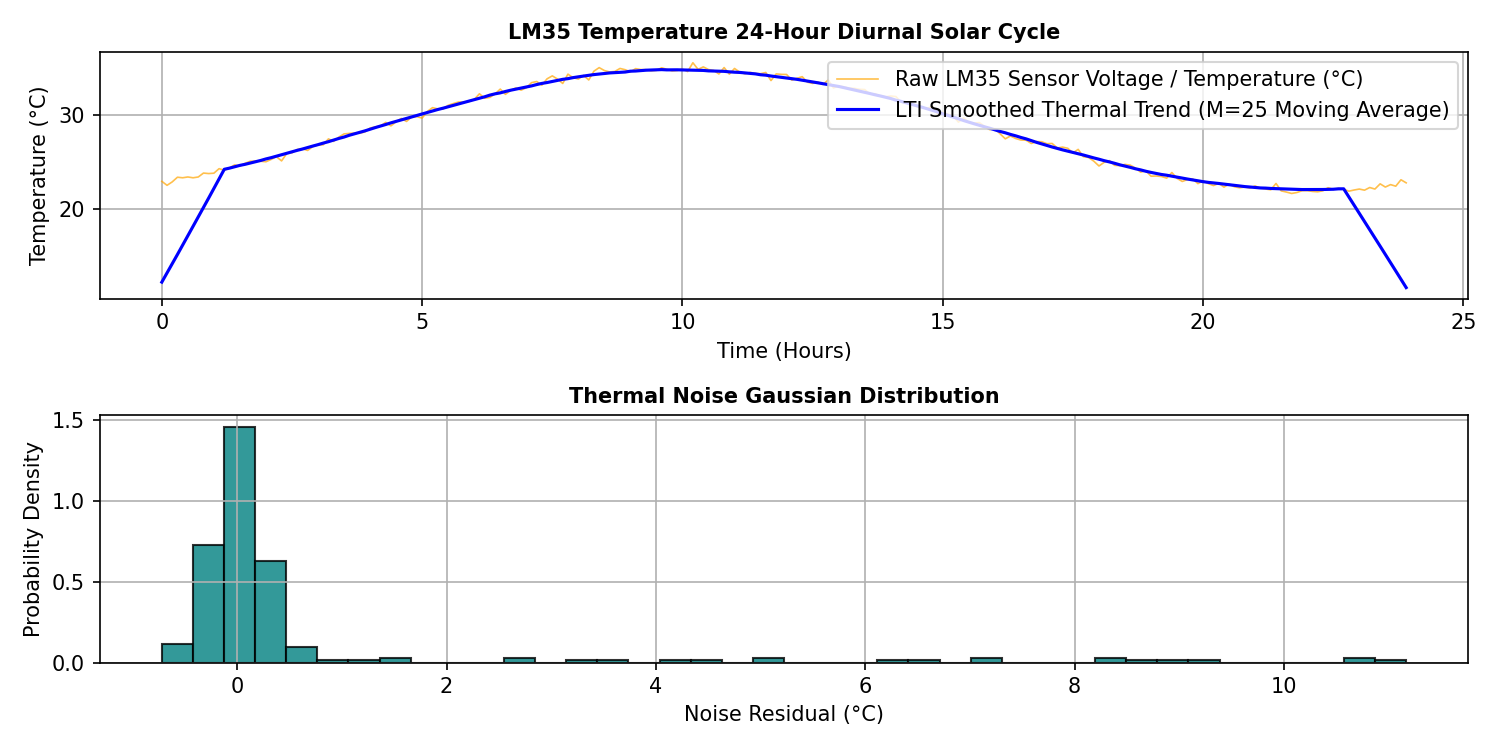 LM35 Temperature 24-Hour Diurnal Solar Cycle
Raw LM35 Sensor Voltage / Temperature (°C)
LTI Smoothed Thermal Trend (M=25 Moving Average)
Temperature (°C)
30
20
0 5 10 15 20 25
Time (Hours)
Thermal Noise Gaussian Distribution
Probability Density
1.5
1.0
0.5
0.0
0 2 4 6 8 10
Noise Residual (°C)